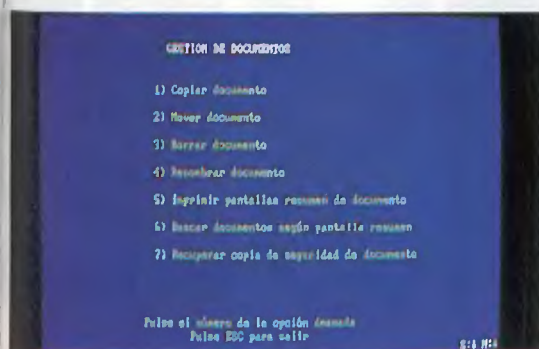 GESTION DE DOCUMENTOS
1) Copiar documento
2) Mover documento
3) Borrar documento
4) Renombrar documento
5) Imprimir pantallas resumen de documento
6) Buscar documentos según pantalla resumen
7) Recuperar copia de seguridad de documento
Pulse el número de la opción deseada
Pulse ESC para salir